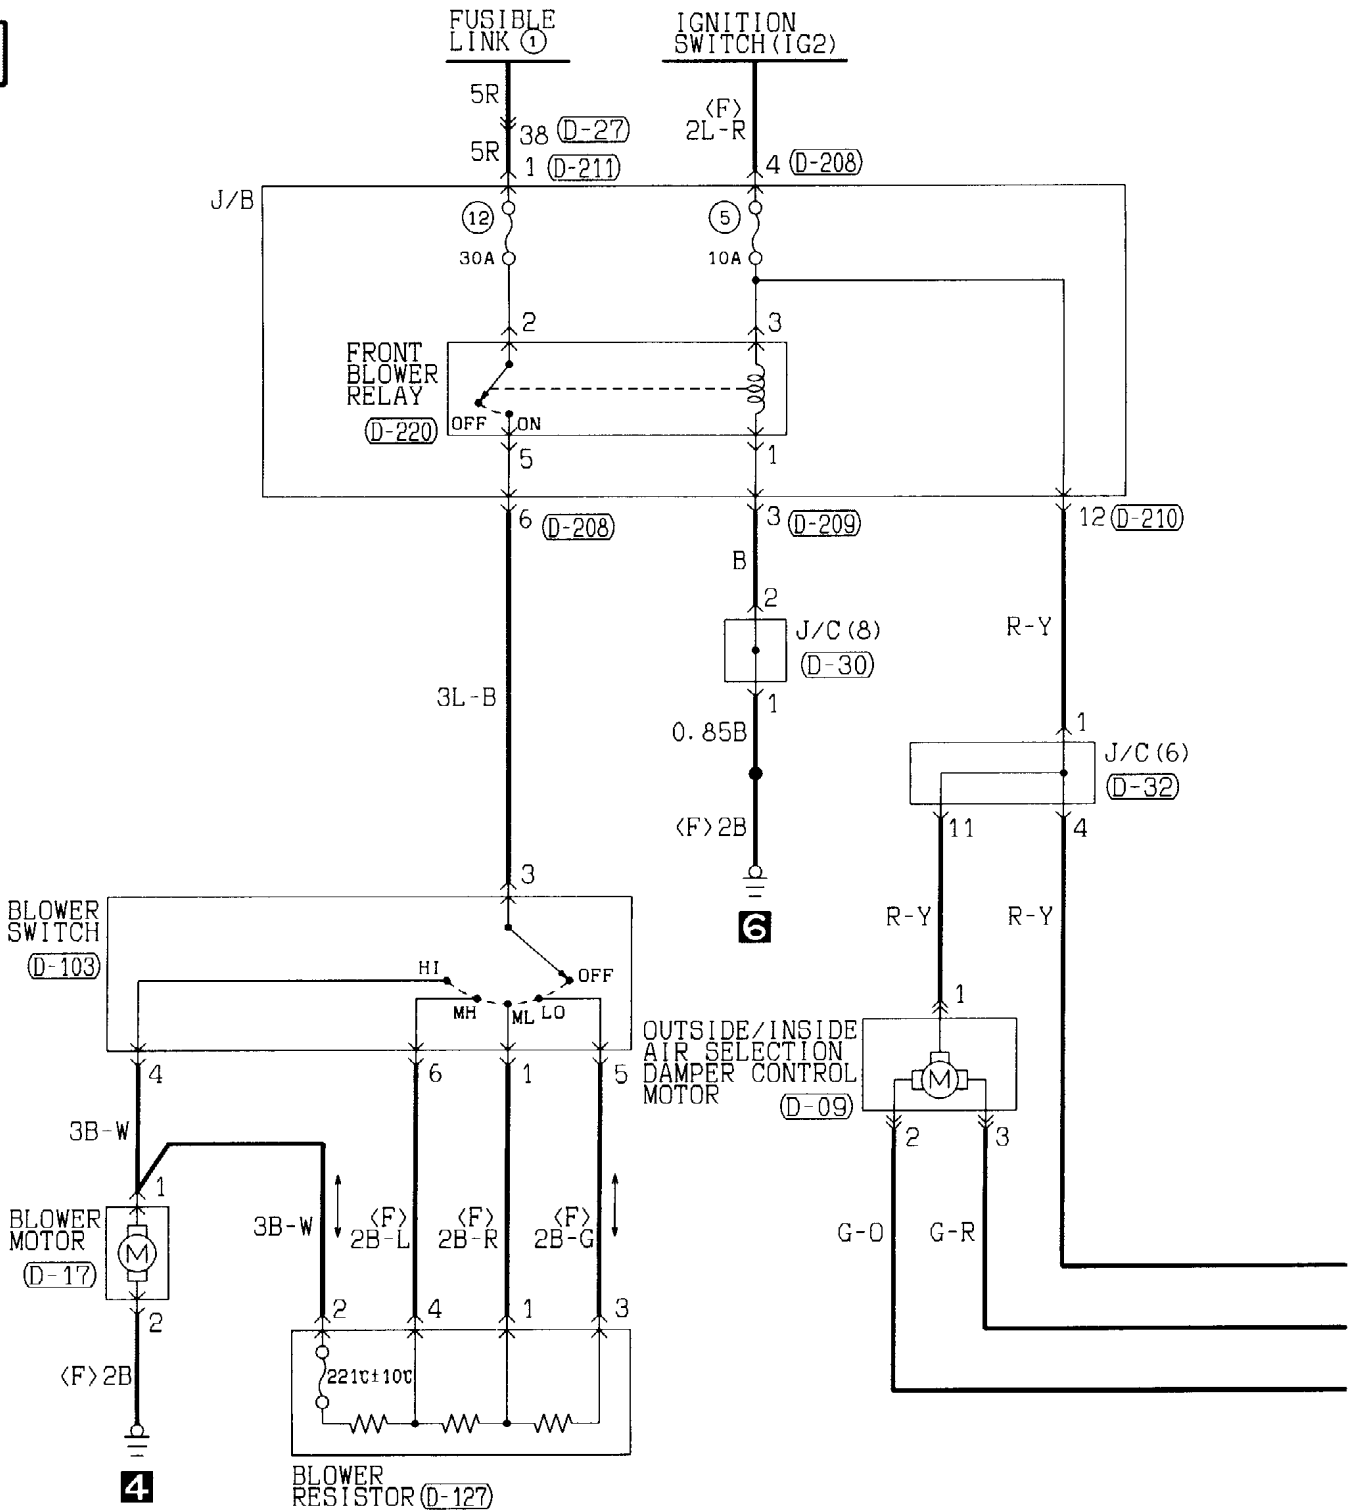 FUSIBLE
LINK ①
IGNITION
SWITCH(IG2)
5R
<F>
2L-R
38 D-27
5R
1 D-211
4 D-208
J/B
12
5
30A
10A
2
3
FRONT
BLOWER
RELAY
D-220
OFF
ON
5
1
6 D-208
3 D-209
12 D-210
B
2
J/C(8)
D-30
R-Y
3L-B
1
0.85B
1
J/C(6)
D-32
<F>2B
11
4
3
6
R-Y
R-Y
BLOWER
SWITCH
D-103
HI
OFF
MH
ML
LO
1
OUTSIDE/INSIDE
AIR SELECTION
DAMPER CONTROL
MOTOR
D-09
M
4
6
1
5
2
3
3B-W
1
BLOWER
MOTOR
D-17
M
3B-W
<F>
2B-L
<F>
2B-R
<F>
2B-G
G-O
G-R
2
2
4
1
3
<F>2B
221℃±10℃
4
BLOWER
RESISTOR D-127